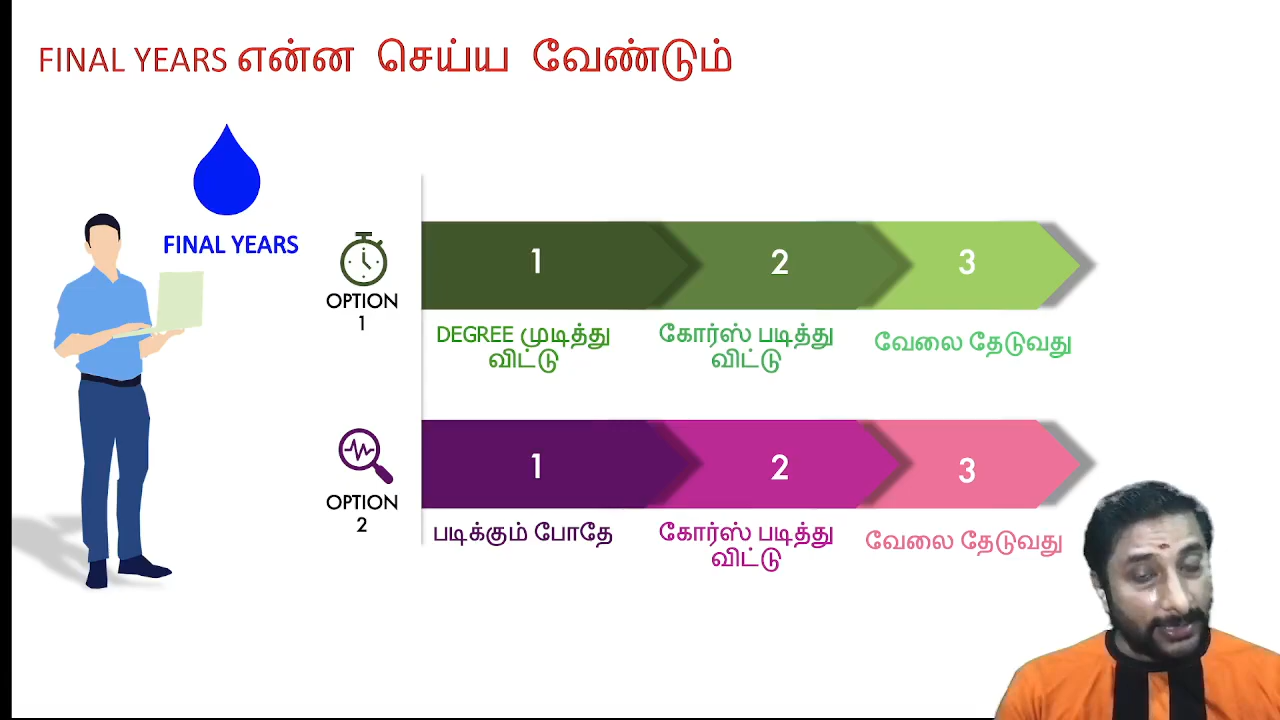 FINAL YEARS என்ன செய்ய வேண்டும்
FINAL YEARS
OPTION
1
1
2
3
DEGREE முடித்து
விட்டு
கோர்ஸ் படித்து
விட்டு
வேலை தேடுவது
OPTION
2
1
2
3
படிக்கும் போதே
கோர்ஸ் படித்து
விட்டு
வேலை தேடுவது